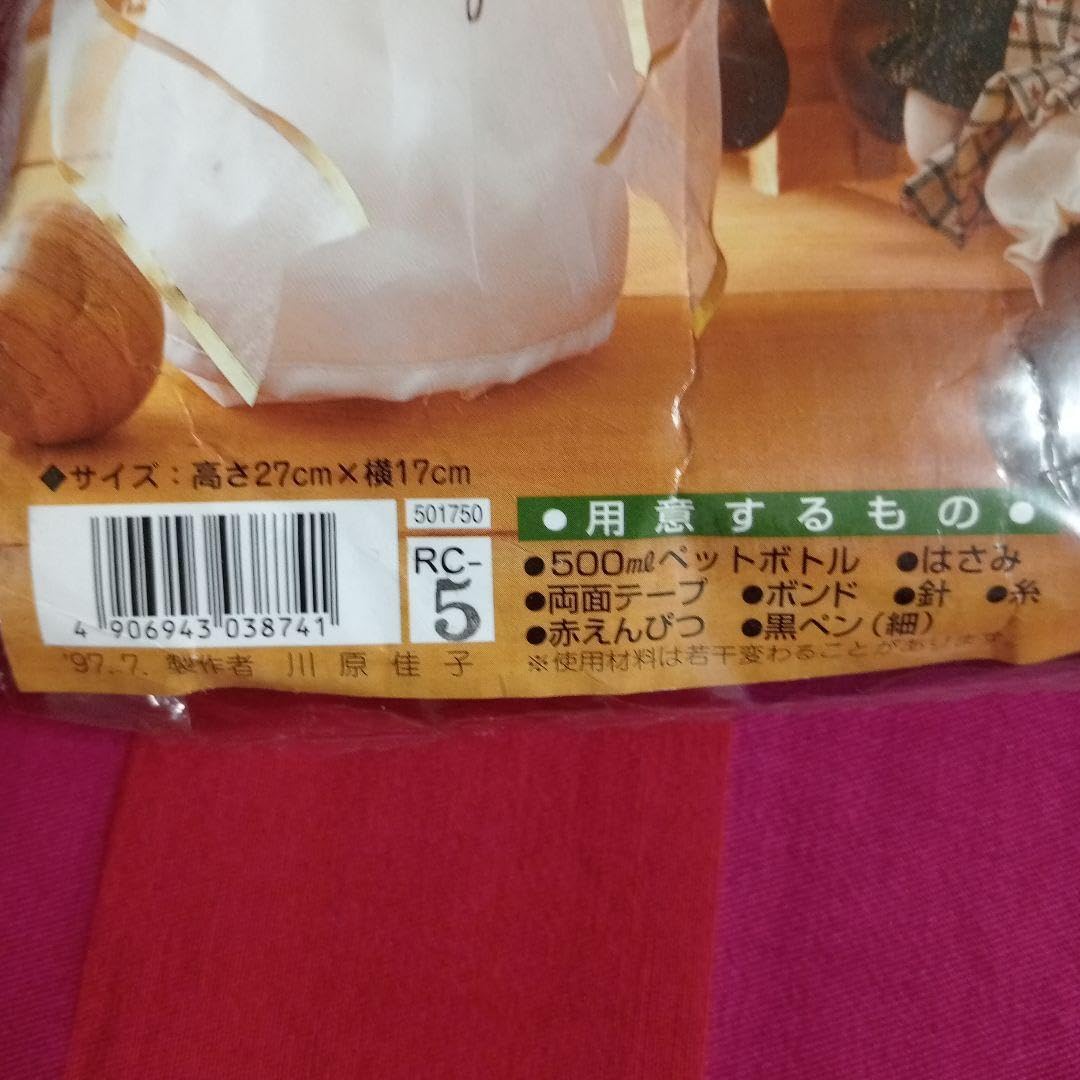 ◆サイズ：高さ27cm×横17cm
501750
RC-
5
4 906943 038741
'97.7. 製作者 川原佳子
●用意するもの●
●500㎖ペットボトル ●はさみ
●両面テープ ●ボンド ●針 ●糸
●赤えんぴつ ●黒ペン(細)
※使用材料は若干変わることがあります。